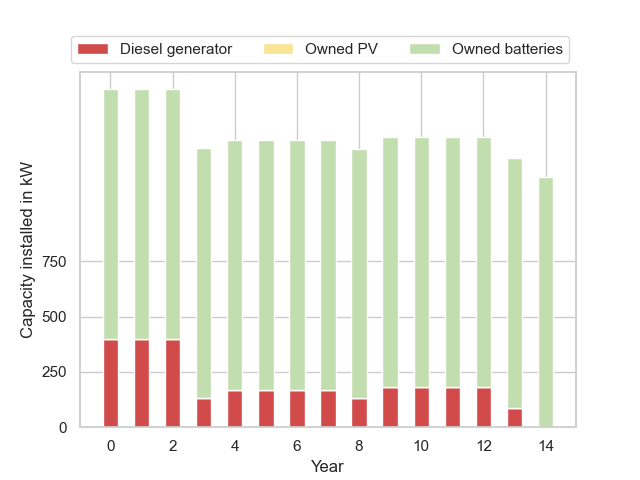 Diesel generator Owned PV Owned batteries
Capacity installed in kW
750
500
250
0
0 2 4 6 8 10 12 14
Year